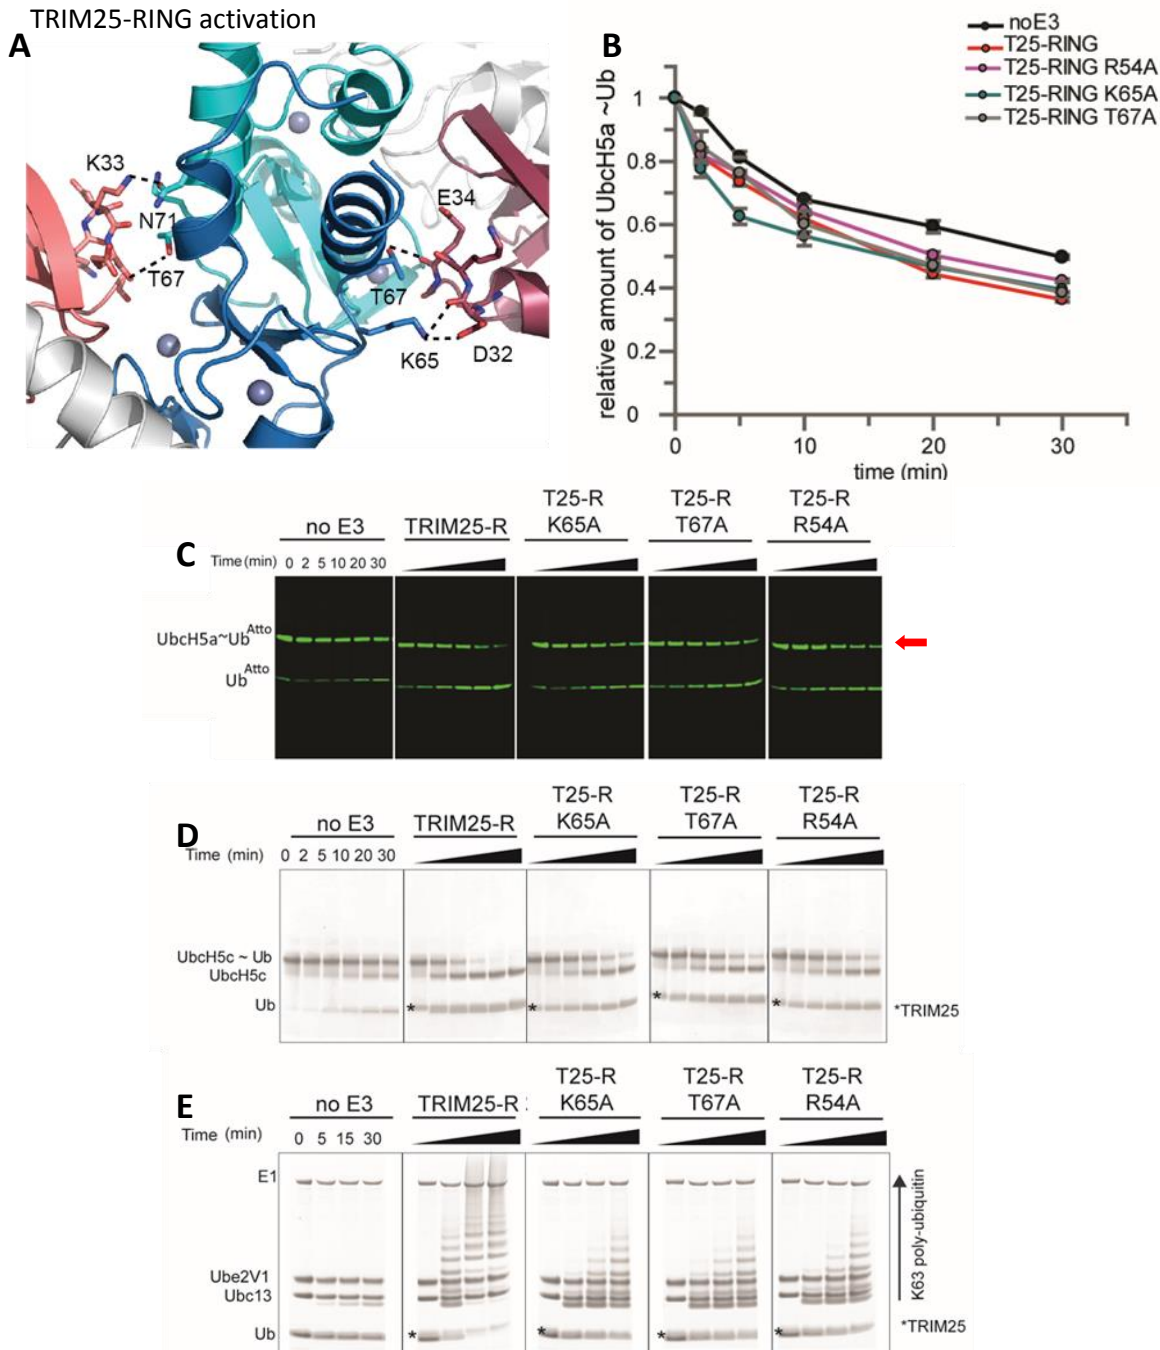 TRIM25-RING activation
A
K33
N71
T67
E34
T67
K65
D32
B
noE3
T25-RING
T25-RING R54A
T25-RING K65A
T25-RING T67A
relative amount of UbcH5a ~Ub
1
0.8
0.6
0.4
0.2
0
0 10 20 30
time (min)
C
no E3
TRIM25-R
T25-R
K65A
T25-R
T67A
T25-R
R54A
Time (min) 0 2 5 10 20 30
UbcH5a~Ub Atto
Ub Atto
D
no E3
TRIM25-R
T25-R
K65A
T25-R
T67A
T25-R
R54A
Time (min) 0 2 5 10 20 30
UbcH5c ~ Ub
UbcH5c
Ub
* * * *
*TRIM25
E
no E3
TRIM25-R :
T25-R
K65A
T25-R
T67A
T25-R
R54A
Time (min) 0 5 15 30
E1
Ube2V1
Ubc13
Ub
* * * *
K63 poly-ubiquitin
*TRIM25